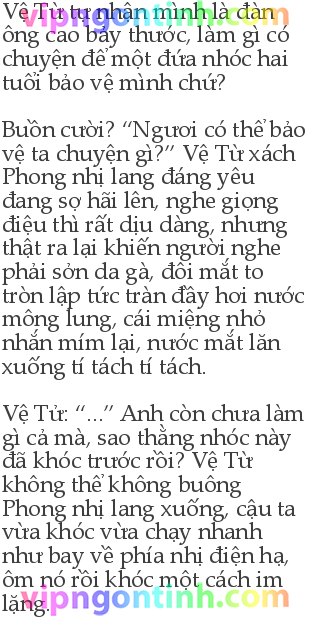 Vệ Từ tự nhận mình là đàn
ông cao bảy thước, làm gì có
chuyện để một đứa nhóc hai
tuổi bảo vệ mình chứ?
Buồn cười? “Ngươi có thể bảo
vệ ta chuyện gì?” Vệ Từ xách
Phong nhị lang đáng yêu
đang sợ hãi lên, nghe giọng
điệu thì rất dịu dàng, nhưng
thật ra lại khiến người nghe
phải sởn da gà, đôi mắt to
tròn lập tức tràn đầy hơi nước
mông lung, cái miệng nhỏ
nhắn mím lại, nước mắt lăn
xuống tí tách tí tách.
Vệ Tử: “...” Anh còn chưa làm
gì cả mà, sao thằng nhóc này
đã khóc trước rồi? Vệ Từ
không thể không buông
Phong nhị lang xuống, cậu ta
vừa khóc vừa chạy nhanh
như bay về phía nhị điện hạ,
ôm nó rồi khóc một cách im
lặng.
vipngontinh.com
vipngontinh.com